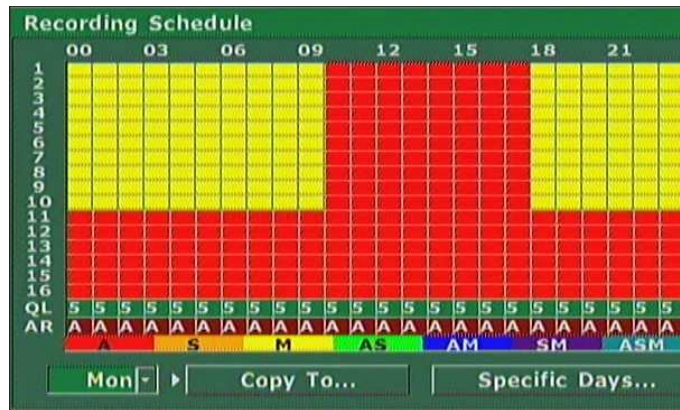 Recording Schedule
00 03 06 09 12 15 18 21
1
2
3
4
5
6
7
8
9
10
11
12
13
14
15
16
QL 5 5 5 5 5 5 5 5 5 5 5 5 5 5 5 5 5 5 5 5 5 5 5 5
AR A A A A A A A A A A A A A A A A A A A A A A A A
A S M AS AM SM ASM
Mon Copy To... Specific Days...